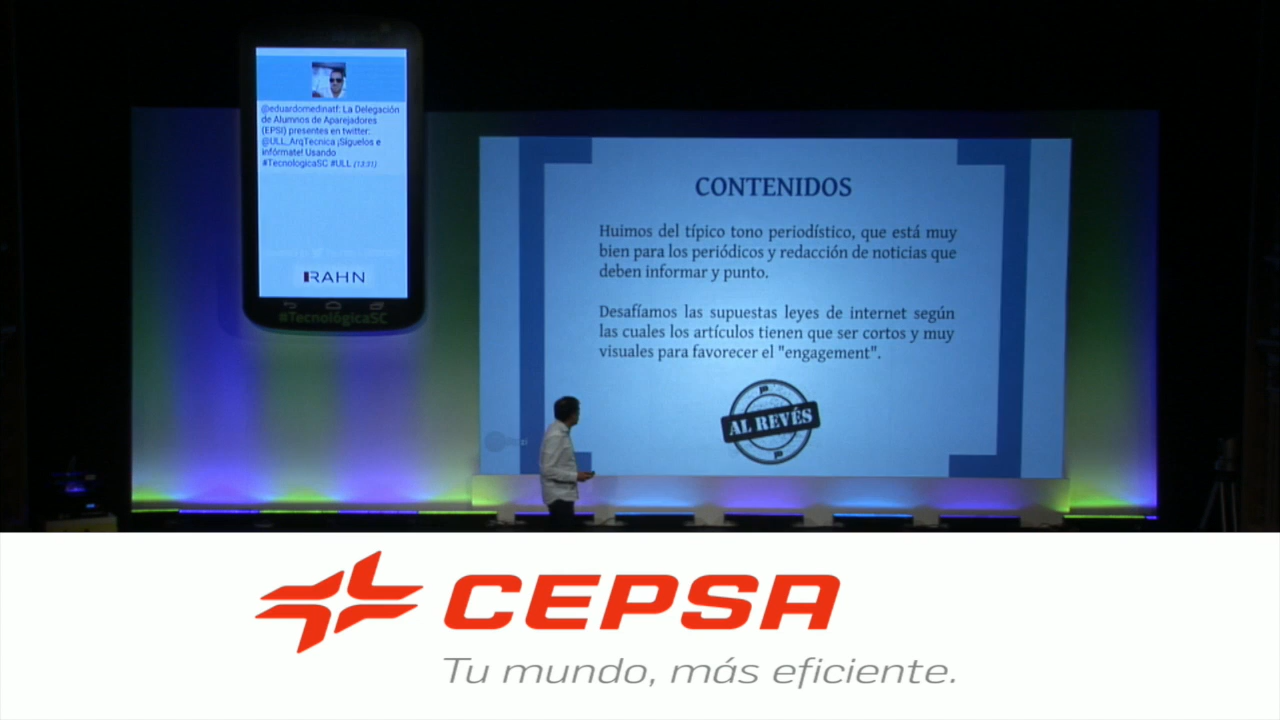 @eduardomedinatf: La Delegación
de Alumnos de Aparejadores
(EPSI) presentes en twitter:
@ULL_ArqTecnica ¡Síguelos e
infórmate! Usando
#TecnologicaSC #ULL (13:31)
RAHN
#TecnológicaSC
CONTENIDOS
Huimos del típico tono periodístico, que está muy
bien para los periódicos y redacción de noticias que
deben informar y punto.
Desafíamos las supuestas leyes de internet según
las cuales los artículos tienen que ser cortos y muy
visuales para favorecer el "engagement".
AL REVÉS
CEPSA
Tu mundo, más eficiente.